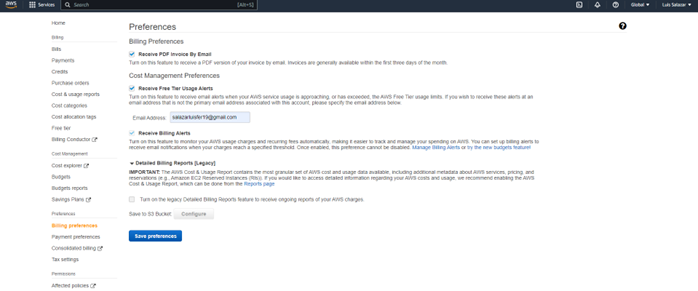 aws
Services
Search
[Alt+S]
Global
Luis Salazar
Home
Billing
Bills
Payments
Credits
Purchase orders
Cost & usage reports
Cost categories
Cost allocation tags
Free tier
Billing Conductor
Cost Management
Cost explorer
Budgets
Budgets reports
Savings Plans
Preferences
Billing preferences
Payment preferences
Consolidated billing
Tax settings
Permissions
Affected policies
Preferences
?
Billing Preferences
Receive PDF Invoice By Email
Turn on this feature to receive a PDF version of your invoice by email. Invoices are generally available within the first three days of the month.
Cost Management Preferences
Receive Free Tier Usage Alerts
Turn on this feature to receive email alerts when your AWS service usage is approaching, or has exceeded, the AWS Free Tier usage limits. If you wish to receive these alerts at an
email address that is not the primary email address associated with this account, please specify the email address below.
Email Address
Receive Billing Alerts
Turn on this feature to monitor your AWS usage charges and recurring fees automatically, making it easier to track and manage your spending on AWS. You can set up billing alerts to
receive email notifications when your charges reach a specified threshold. Once enabled, this preference cannot be disabled. Manage Billing Alerts or try the new budgets feature!
Detailed Billing Reports [Legacy]
IMPORTANT: The AWS Cost & Usage Report contains the most granular set of AWS cost and usage data available, including additional metadata about AWS services, pricing, and
reservations (e.g., Amazon EC2 Reserved Instances (RIs)). If you would like to access detailed information regarding your AWS costs and usage, we recommend enabling the AWS
Cost & Usage Report, which can be done from the Reports page
Turn on the legacy Detailed Billing Reports feature to receive ongoing reports of your AWS charges.
Save to S3 Bucket:
Configure
Save preferences